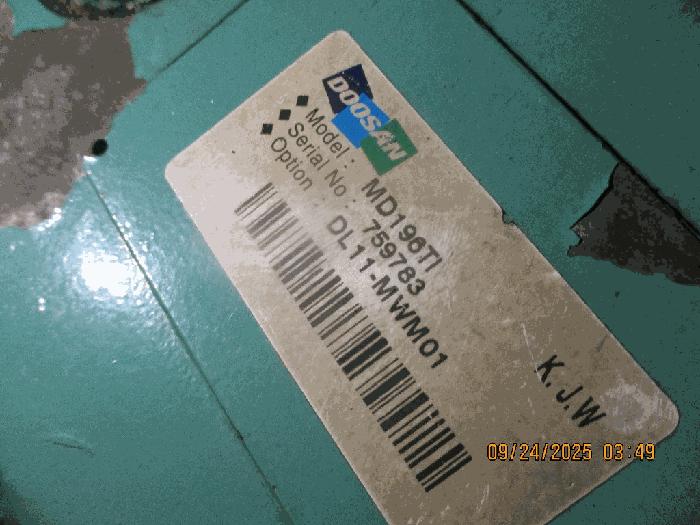 DOOSAN
◆ Model : MD196TI
◆ Serial No : 759783
◆ Option : DL11-MWM01
K.J.W
09/24/2025 03:49